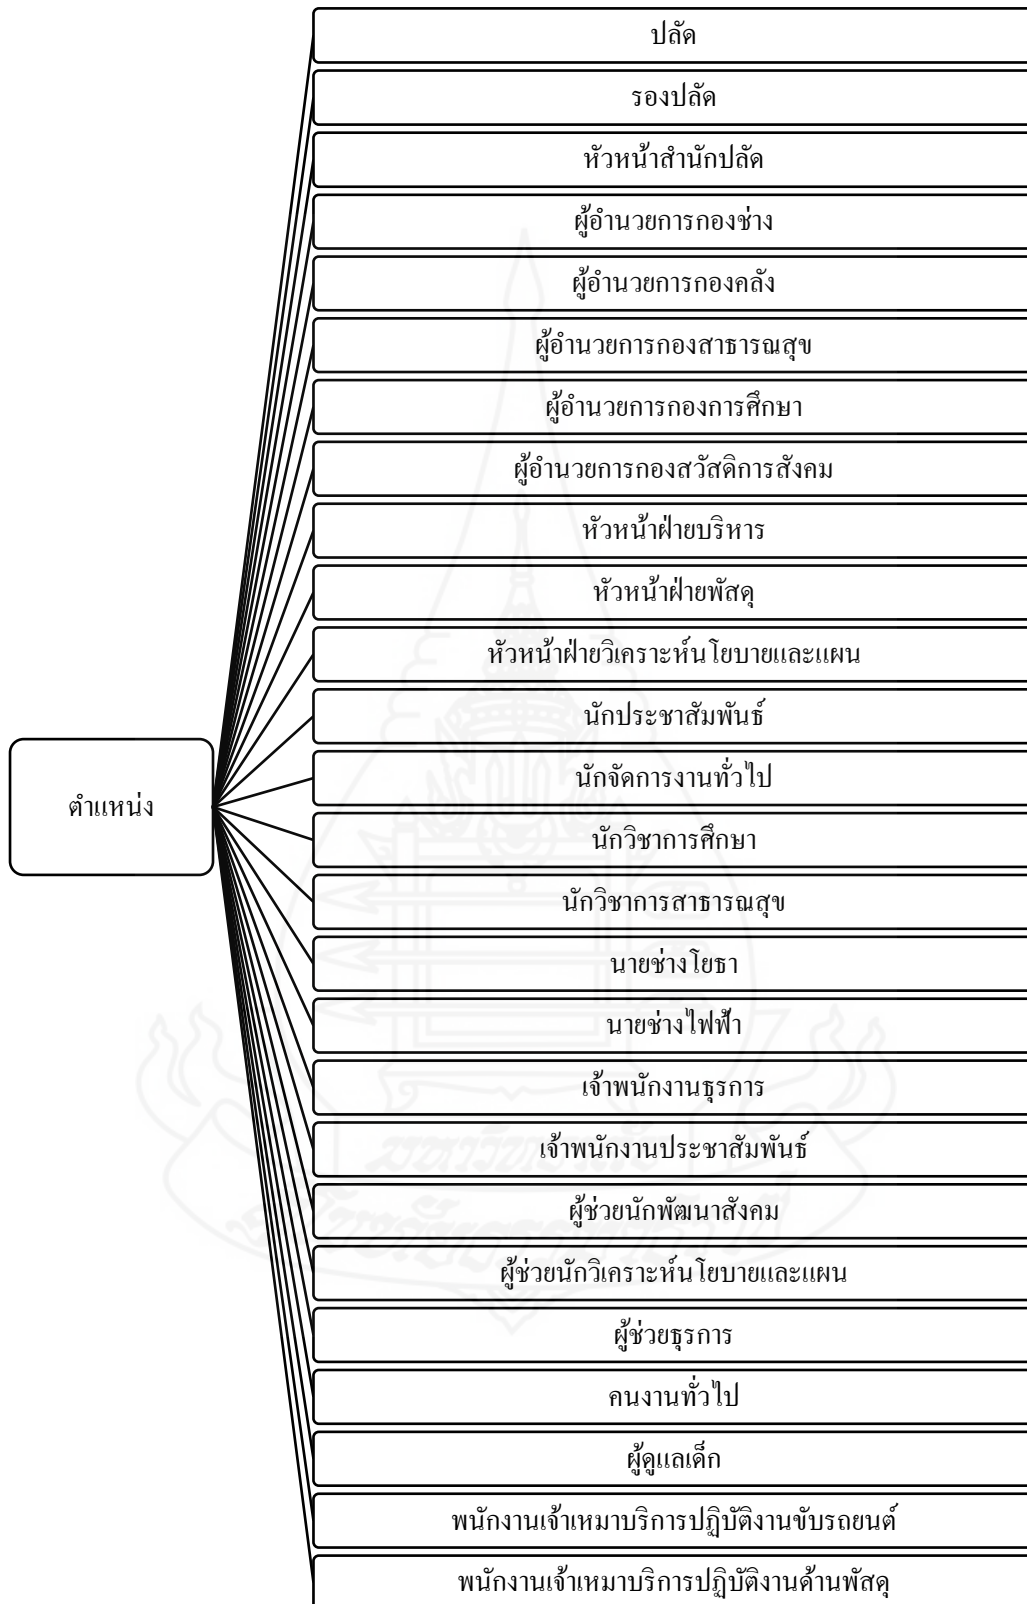 ปลัด
รองปลัด
หัวหน้าสำนักปลัด
ผู้อำนวยการกองช่าง
ผู้อำนวยการกองคลัง
ผู้อำนวยการกองสาธารณสุข
ผู้อำนวยการกองการศึกษา
ผู้อำนวยการกองสวัสดิการสังคม
หัวหน้าฝ่ายบริหาร
หัวหน้าฝ่ายพัสดุ
หัวหน้าฝ่ายวิเคราะห์นโยบายและแผน
นักประชาสัมพันธ์
นักจัดการงานทั่วไป
ตำแหน่ง
นักวิชาการศึกษา
นักวิชาการสาธารณสุข
นายช่างโยธา
นายช่างไฟฟ้า
เจ้าพนักงานธุรการ
เจ้าพนักงานประชาสัมพันธ์
ผู้ช่วยนักพัฒนาสังคม
ผู้ช่วยนักวิเคราะห์นโยบายและแผน
ผู้ช่วยธุรการ
คนงานทั่วไป
ผู้ดูแลเด็ก
พนักงานเจ้าเหมาบริการปฏิบัติงานขับรถยนต์
พนักงานเจ้าเหมาบริการปฏิบัติงานด้านพัสดุ